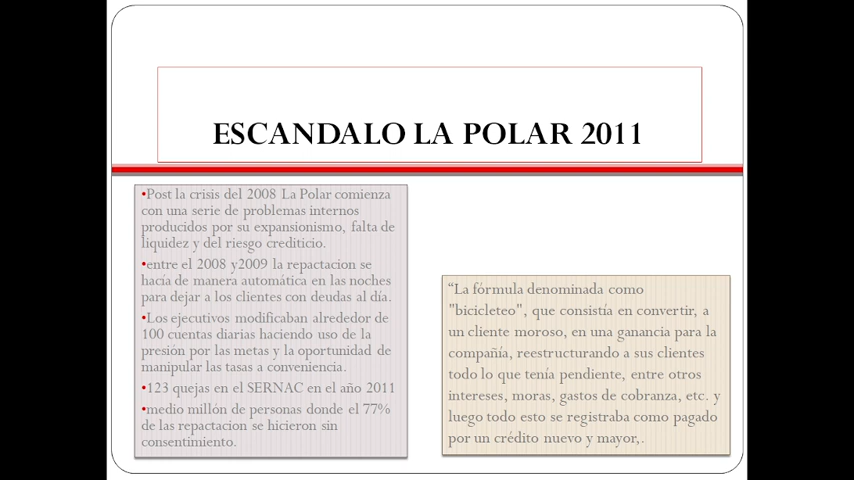 ESCANDALO LA POLAR 2011
•Post la crisis del 2008 La Polar comienza
con una serie de problemas internos
producidos por su expansionismo, falta de
liquidez y del riesgo crediticio.
•entre el 2008 y2009 la repactacion se
hacía de manera automática en las noches
para dejar a los clientes con deudas al día.
•Los ejecutivos modificaban alrededor de
100 cuentas diarias haciendo uso de la
presión por las metas y la oportunidad de
manipular las tasas a conveniencia.
•123 quejas en el SERNAC en el año 2011
•medio millón de personas donde el 77%
de las repactacion se hicieron sin
consentimiento.
“La fórmula denominada como
"bicicleteo", que consistía en convertir, a
un cliente moroso, en una ganancia para la
compañía, reestructurando a sus clientes
todo lo que tenía pendiente, entre otros
intereses, moras, gastos de cobranza, etc. y
luego todo esto se registraba como pagado
por un crédito nuevo y mayor,.